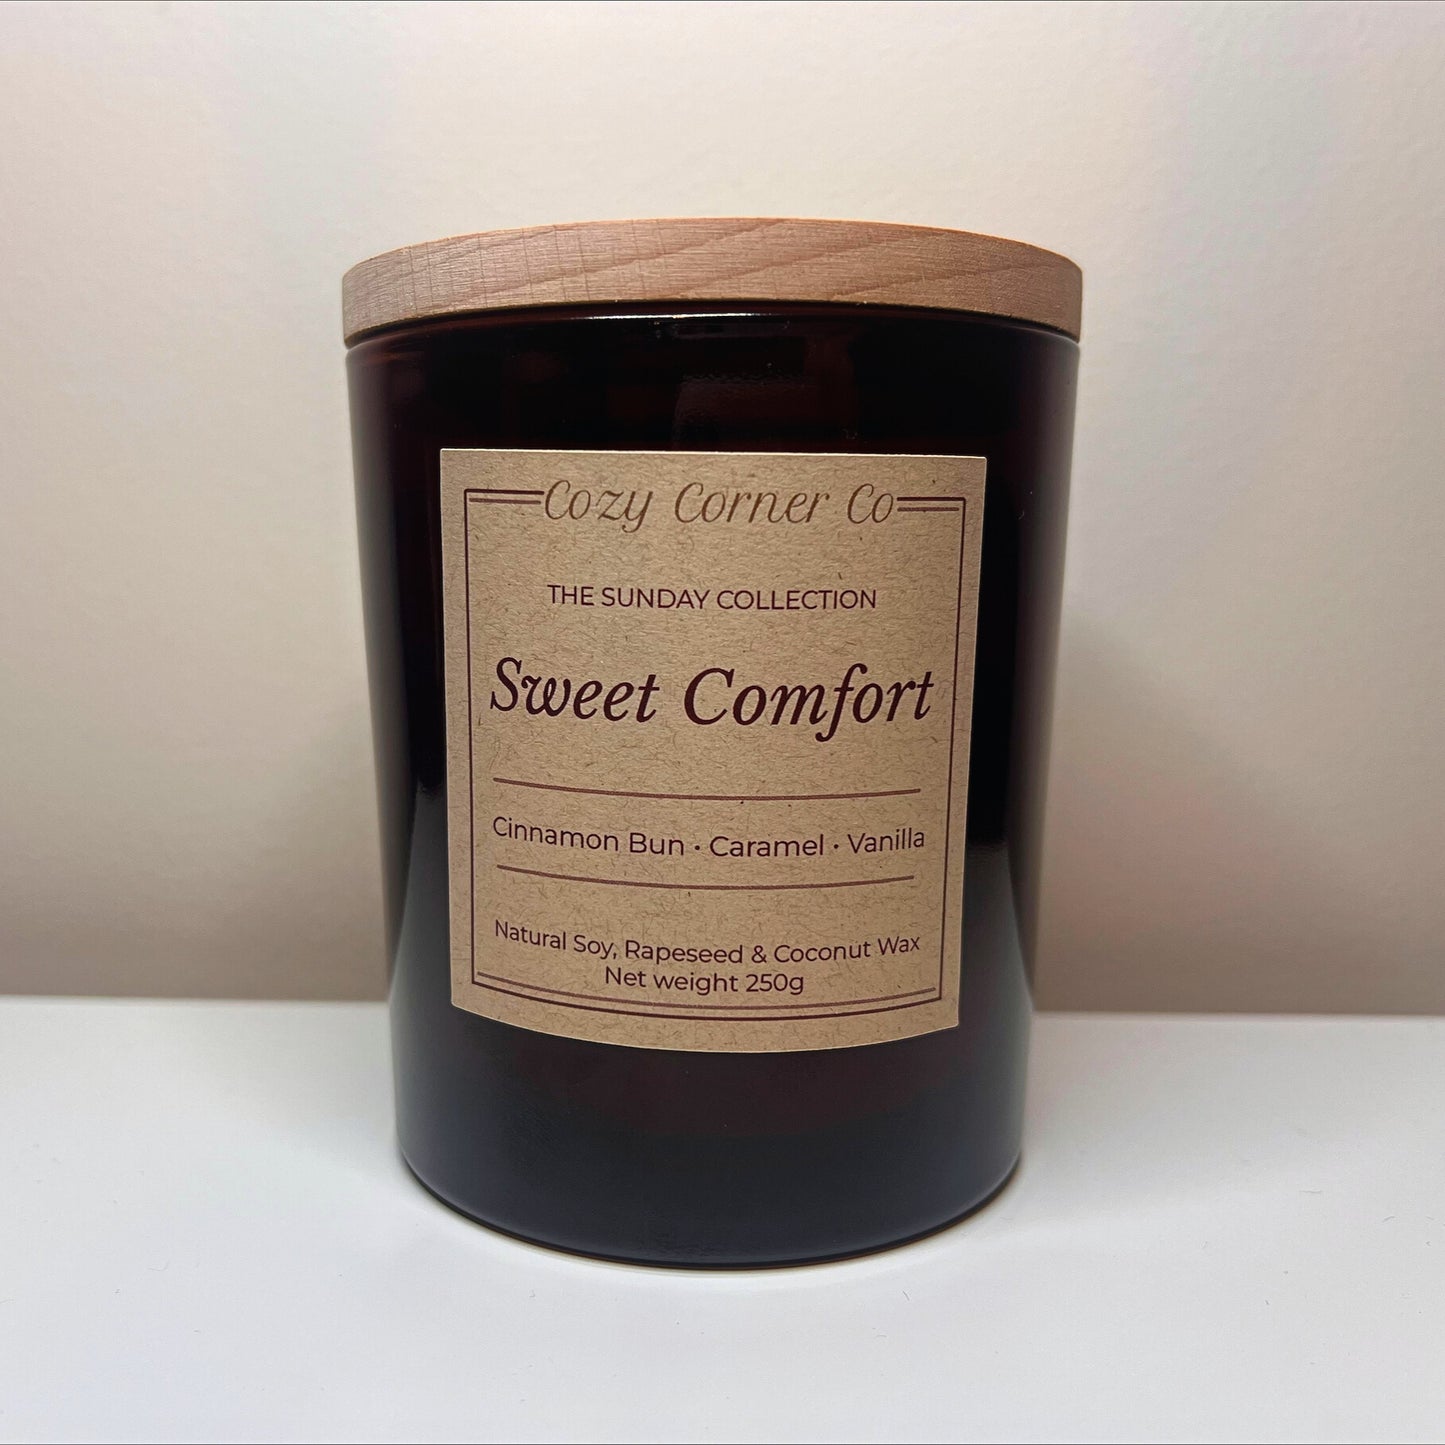 Cozy Corner Co
THE SUNDAY COLLECTION
Sweet Comfort
Cinnamon Bun · Caramel · Vanilla
Natural Soy, Rapeseed & Coconut Wax
Net weight 250g